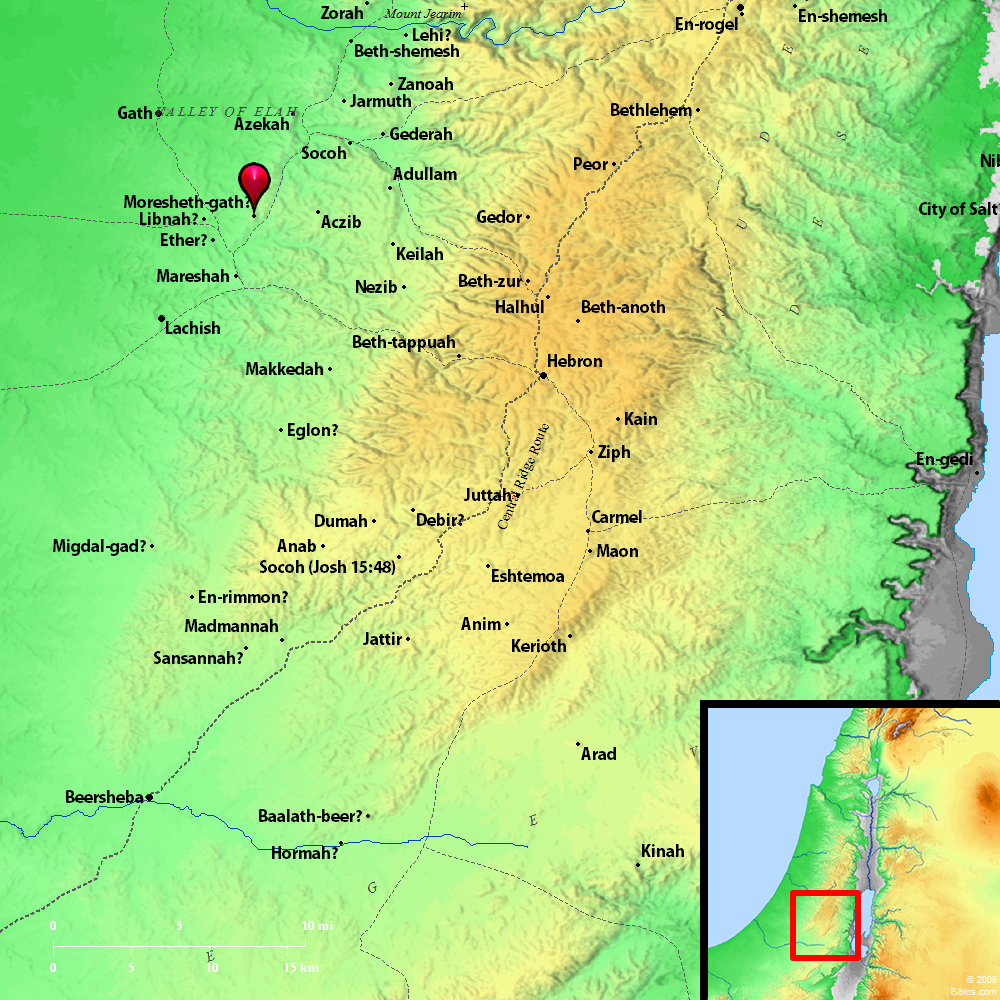 Zorah
Mount Jearim
En-rogel
En-shemesh
Lehi?
Beth-shemesh
Zanoah
Jarmuth
Gath
VALLEY OF ELAH
Azekah
Bethlehem
Gederah
Socoh
Peor
Adullam
Nib
Moresheth-gath?
Libnah?
Aczib
Gedor
City of Salt
Ether?
Keilah
Mareshah
Nezib
Beth-zur
Halhul
Beth-anoth
J U D E
D E S E
Lachish
Beth-tappuah
Hebron
Makkedah
Eglon?
Kain
Central Ridge Route
Ziph
En-gedi
Juttah
Dumah
Debir?
Carmel
Migdal-gad?
Anab
Maon
Socoh (Josh 15:48)
Eshtemoa
En-rimmon?
Madmannah
Anim
Jattir
Kerioth
Sansannah?
Arad
V
Beersheba
Baalath-beer?
E
Hormah?
Kinah
G
E
0 5 10 mi
0 5 10 15 km
© 2008
Biblos.com